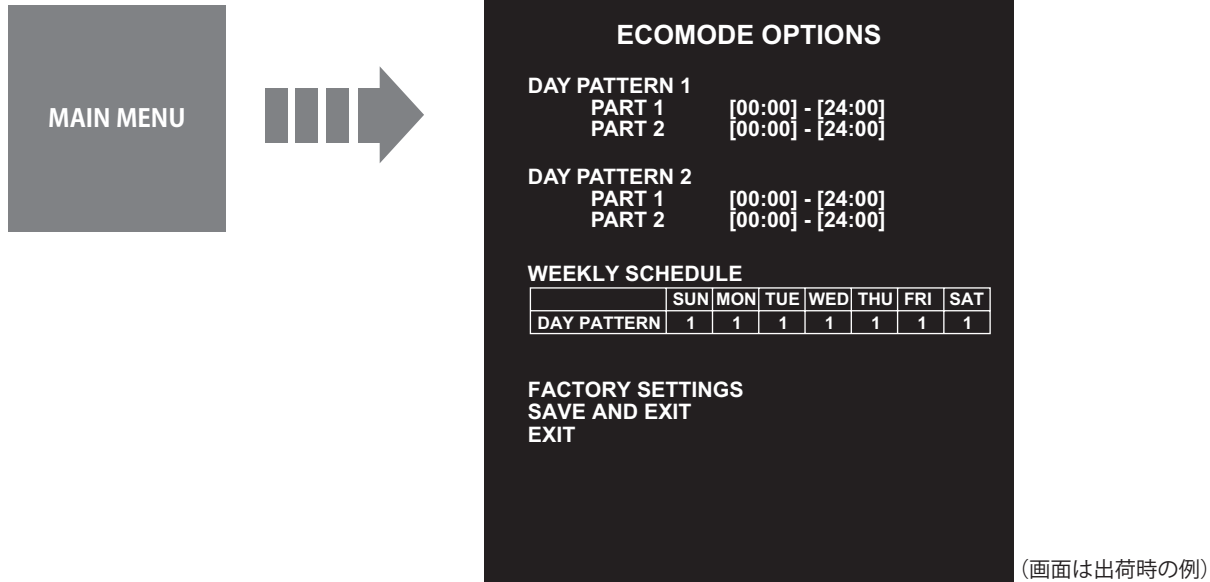 MAIN MENU
ECOMODE OPTIONS
DAY PATTERN 1
PART 1 [00:00] - [24:00]
PART 2 [00:00] - [24:00]
DAY PATTERN 2
PART 1 [00:00] - [24:00]
PART 2 [00:00] - [24:00]
WEEKLY SCHEDULE
SUN MON TUE WED THU FRI SAT
DAY PATTERN 1 1 1 1 1 1 1
FACTORY SETTINGS
SAVE AND EXIT
EXIT
(画面は出荷時の例)